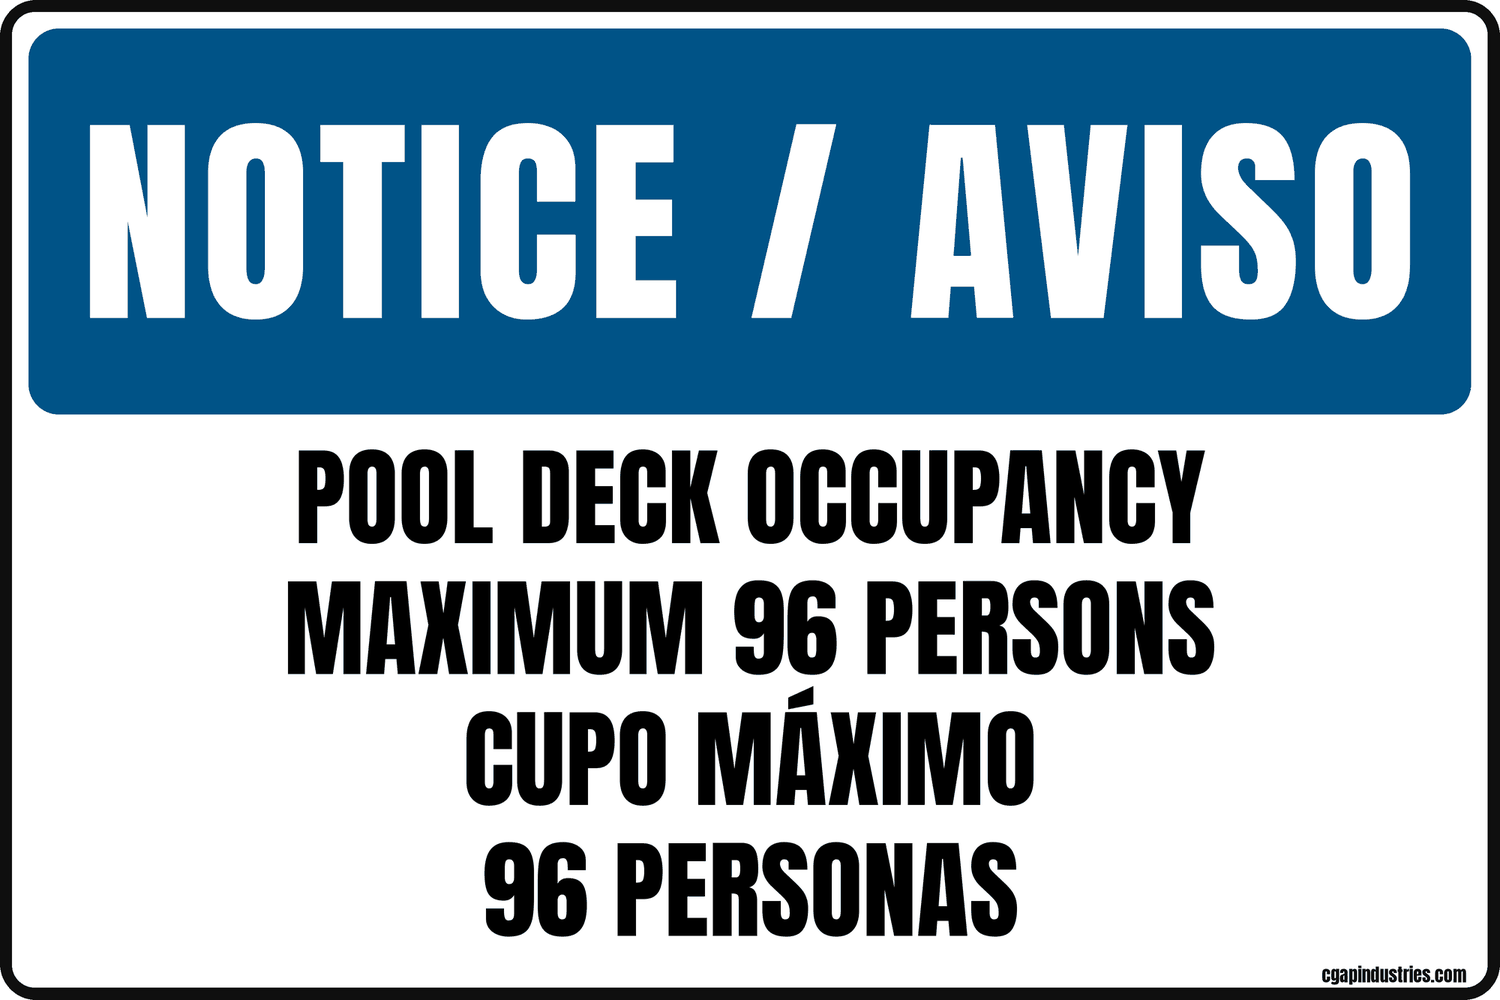 NOTICE / AVISO
POOL DECK OCCUPANCY
MAXIMUM 96 PERSONS
CUPO MÁXIMO
96 PERSONAS
cgapindustries.com